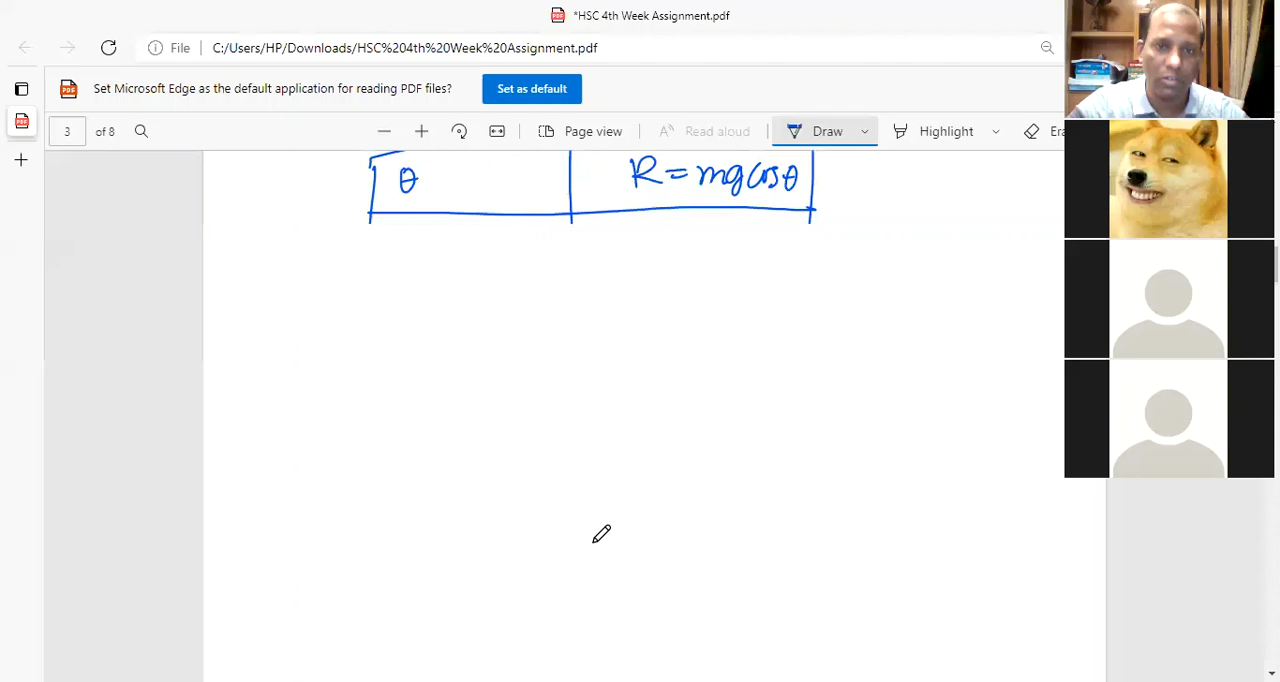 *HSC 4th Week Assignment.pdf
File
C:/Users/HP/Downloads/HSC%204th%20Week%20Assignment.pdf
Set Microsoft Edge as the default application for reading PDF files?
Set as default
3 of 8
Page view
Read aloud
Draw
Highlight
Era
θ
R = mg cosθ